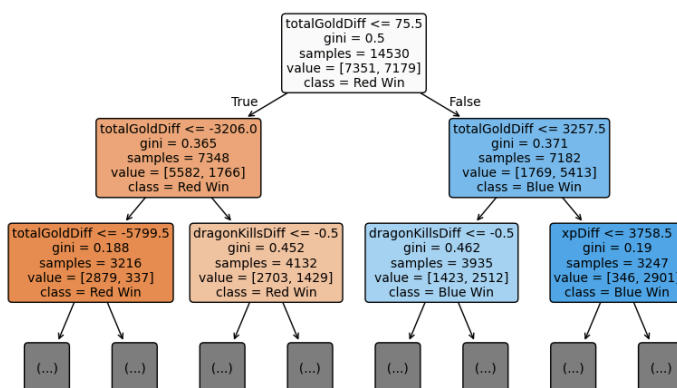 totalGoldDiff <= 75.5
gini = 0.5
samples = 14530
value = [7351, 7179]
class = Red Win
True
False
totalGoldDiff <= -3206.0
gini = 0.365
samples = 7348
value = [5582, 1766]
class = Red Win
totalGoldDiff <= 3257.5
gini = 0.371
samples = 7182
value = [1769, 5413]
class = Blue Win
totalGoldDiff <= -5799.5
gini = 0.188
samples = 3216
value = [2879, 337]
class = Red Win
dragonKillsDiff <= -0.5
gini = 0.452
samples = 4132
value = [2703, 1429]
class = Red Win
dragonKillsDiff <= -0.5
gini = 0.462
samples = 3935
value = [1423, 2512]
class = Blue Win
xpDiff <= 3758.5
gini = 0.19
samples = 3247
value = [346, 2901]
class = Blue Win
(...)
(...)
(...)
(...)
(...)
(...)
(...)
(...)